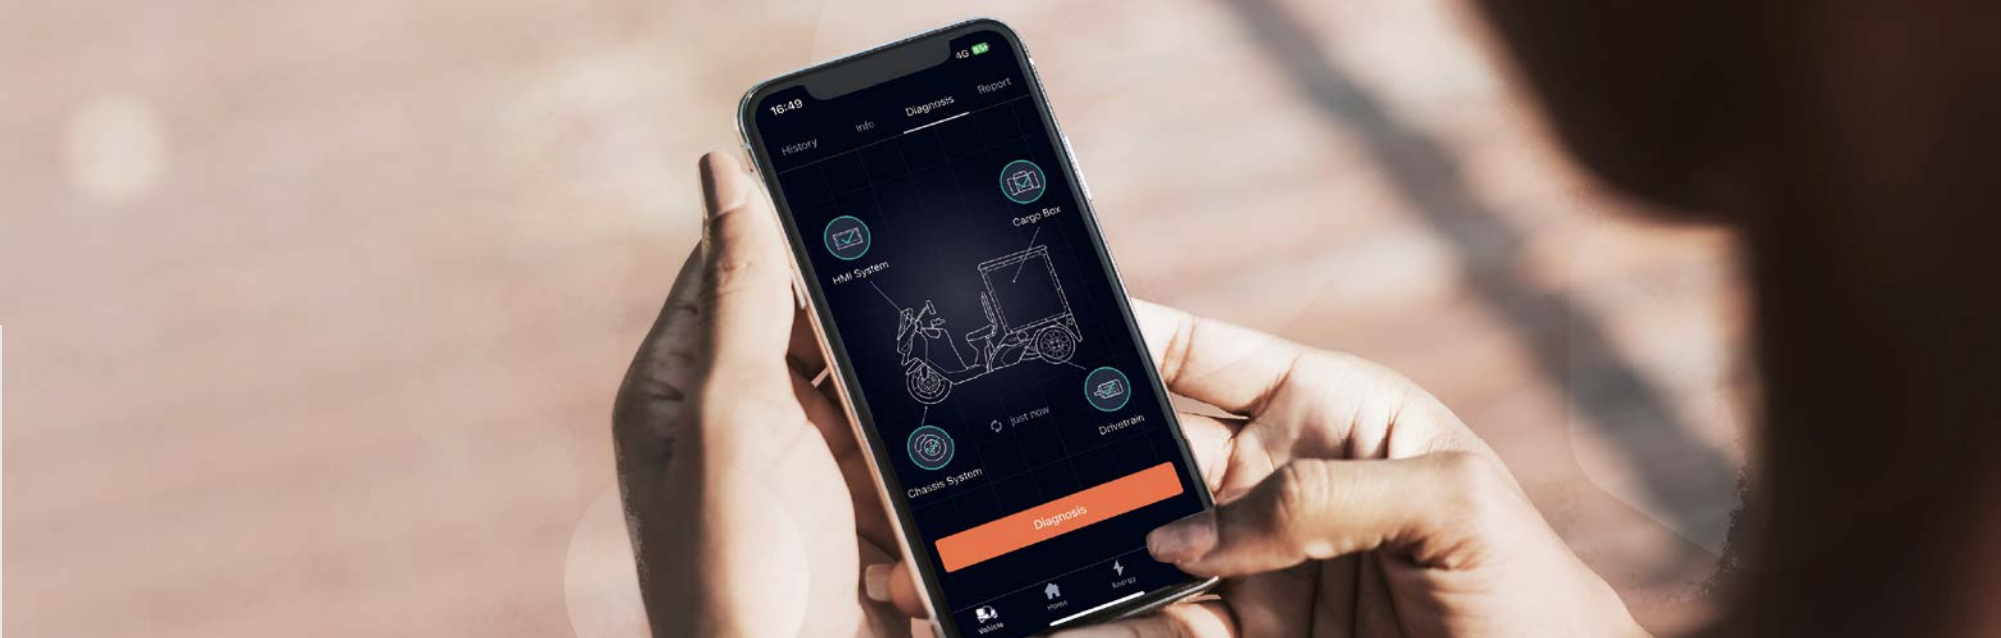 16:49
4G
History
Info
Diagnosis
Report
Cargo Box
HMI System
just now
Drivetrain
Chassis System
Diagnosis
Vehicle
Home
Energy